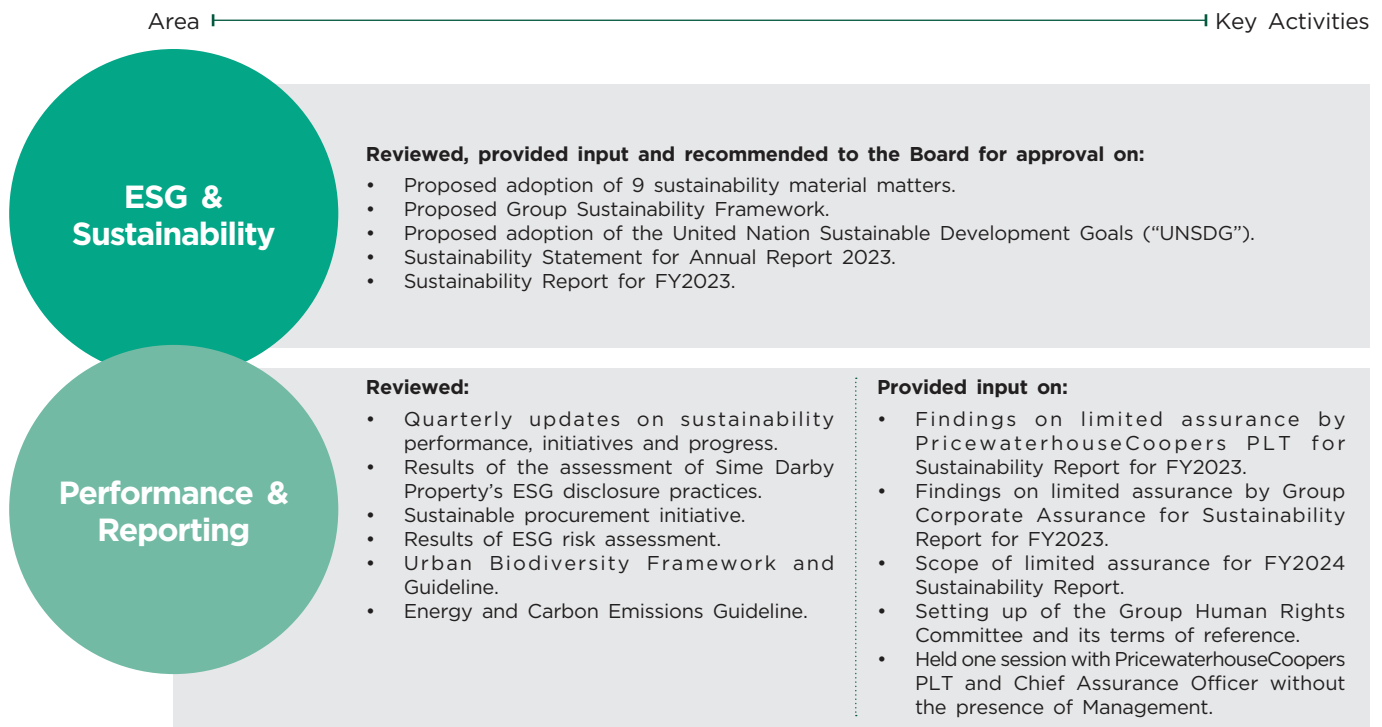 Area
Key Activities
ESG &
Sustainability
Reviewed, provided input and recommended to the Board for approval on:
• Proposed adoption of 9 sustainability material matters.
• Proposed Group Sustainability Framework.
• Proposed adoption of the United Nation Sustainable Development Goals (“UNSDG”).
• Sustainability Statement for Annual Report 2023.
• Sustainability Report for FY2023.
Performance &
Reporting
Reviewed:
• Quarterly updates on sustainability
performance, initiatives and progress.
• Results of the assessment of Sime Darby
Property’s ESG disclosure practices.
• Sustainable procurement initiative.
• Results of ESG risk assessment.
• Urban Biodiversity Framework and
Guideline.
• Energy and Carbon Emissions Guideline.
Provided input on:
• Findings on limited assurance by
PricewaterhouseCoopers PLT for
Sustainability Report for FY2023.
• Findings on limited assurance by Group
Corporate Assurance for Sustainability
Report for FY2023.
• Scope of limited assurance for FY2024
Sustainability Report.
• Setting up of the Group Human Rights
Committee and its terms of reference.
• Held one session with PricewaterhouseCoopers
PLT and Chief Assurance Officer without
the presence of Management.